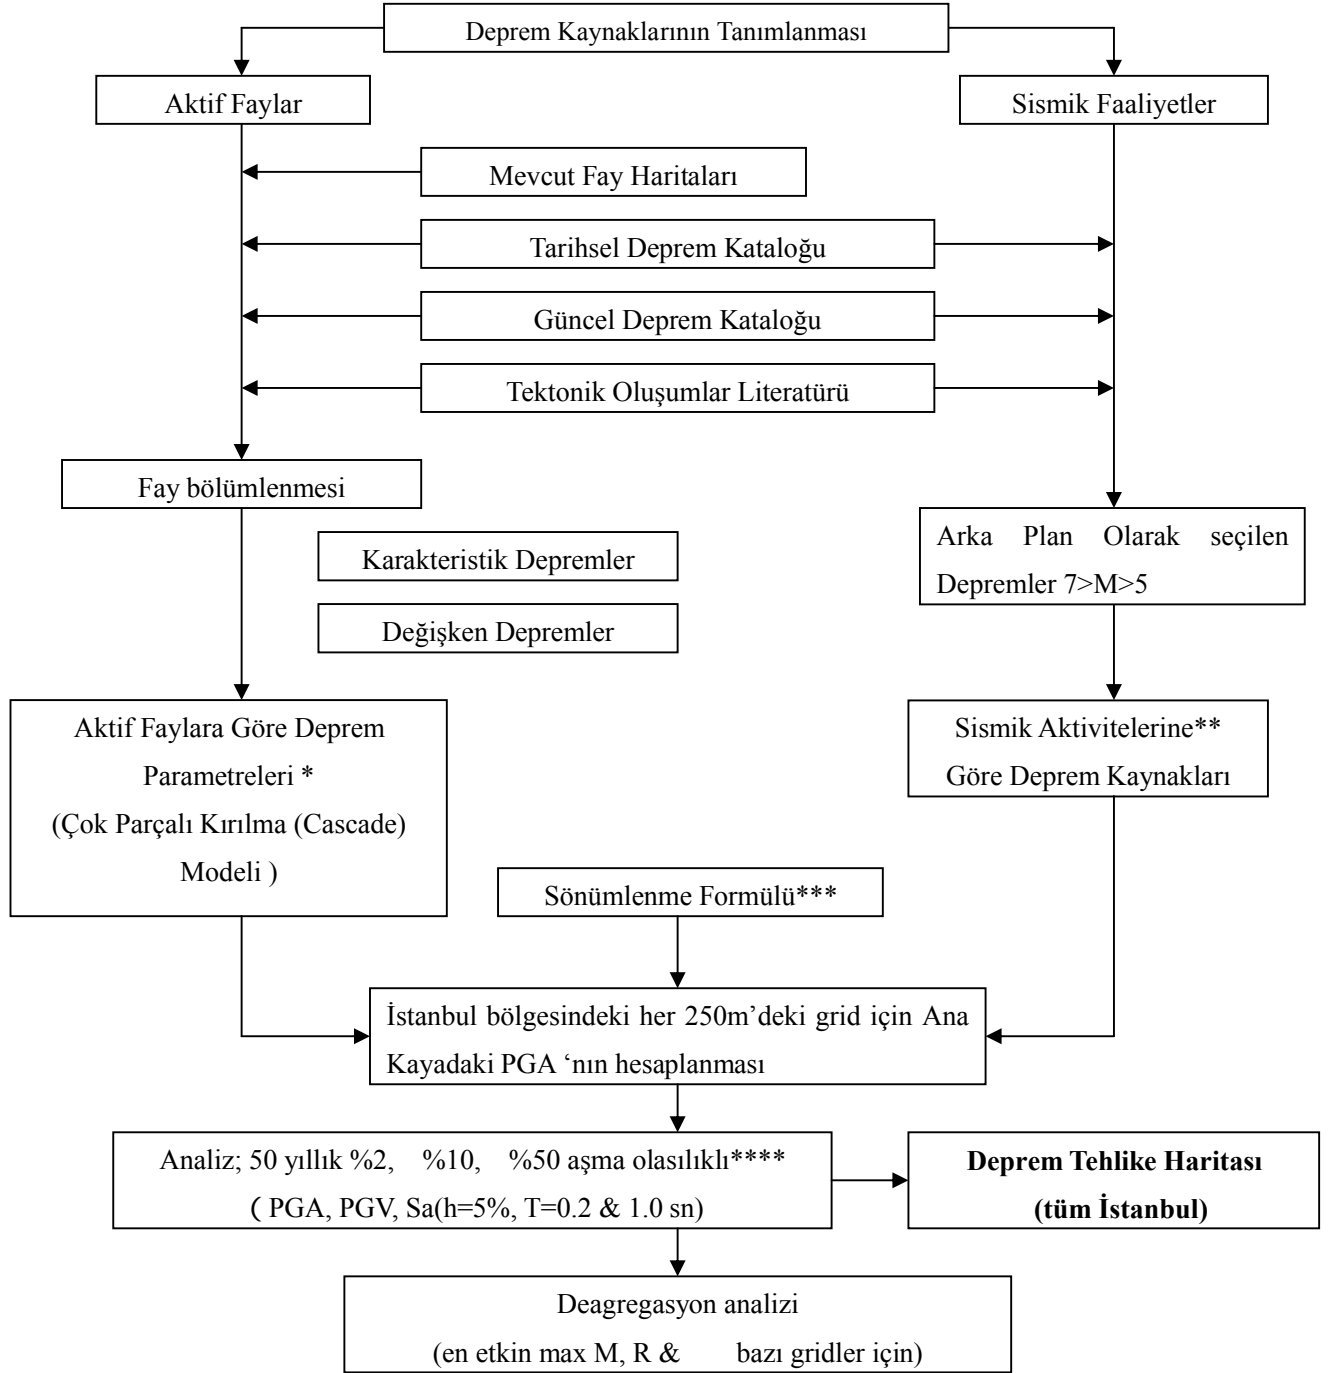 Deprem Kaynaklarının Tanımlanması
Aktif Faylar
Sismik Faaliyetler
Mevcut Fay Haritaları
Tarihsel Deprem Kataloğu
Güncel Deprem Kataloğu
Tektonik Oluşumlar Literatürü
Fay bölümlenmesi
Arka Plan Olarak seçilen
Depremler 7>M>5
Karakteristik Depremler
Değişken Depremler
Aktif Faylara Göre Deprem
Parametreleri *
(Çok Parçalı Kırılma (Cascade)
Modeli )
Sismik Aktivitelerine**
Göre Deprem Kaynakları
Sönümlenme Formülü***
İstanbul bölgesindeki her 250m’deki grid için Ana
Kayadaki PGA ‘nın hesaplanması
Analiz; 50 yıllık %2, %10, %50 aşma olasılıklı****
( PGA, PGV, Sa(h=5%, T=0.2 & 1.0 sn)
Deprem Tehlike Haritası
(tüm İstanbul)
Deagregasyon analizi
(en etkin max M, R & bazı gridler için)